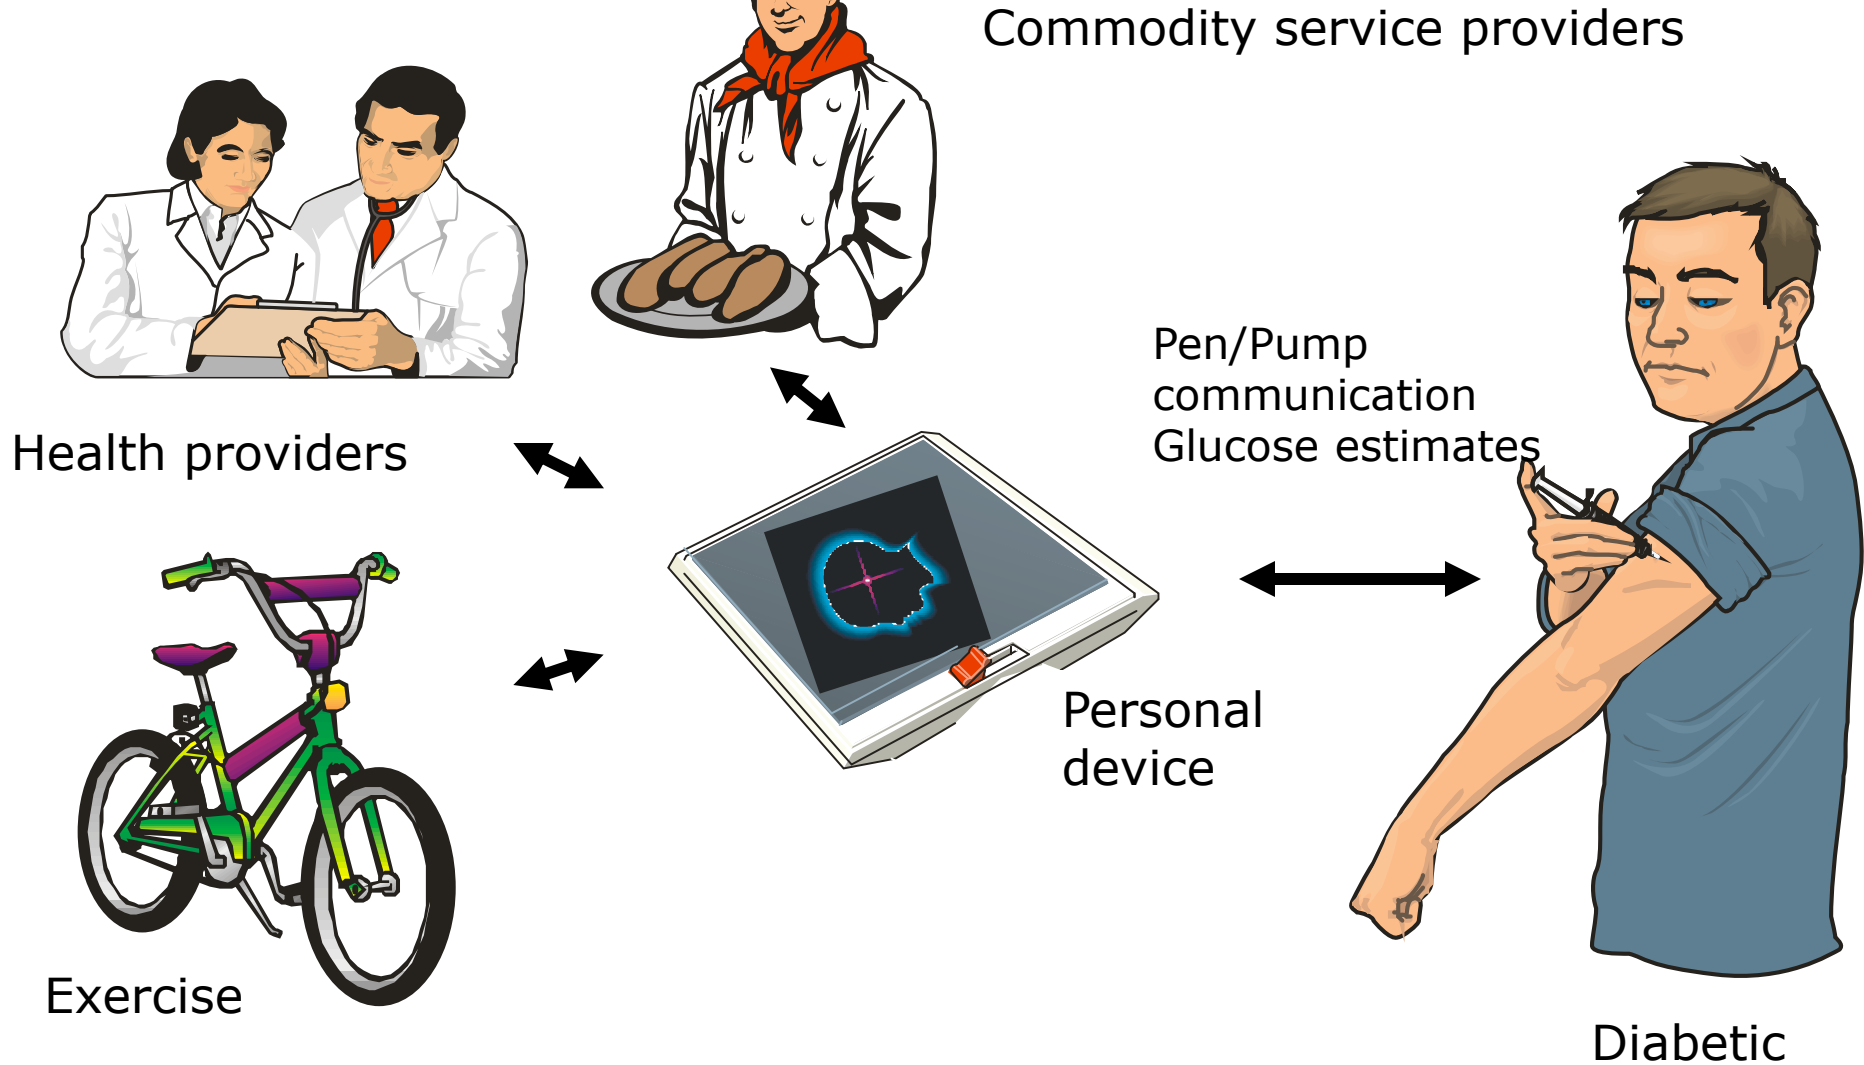 Commodity service providers
Pen/Pump
communication
Glucose estimates
Health providers
Personal
device
Exercise
Diabetic